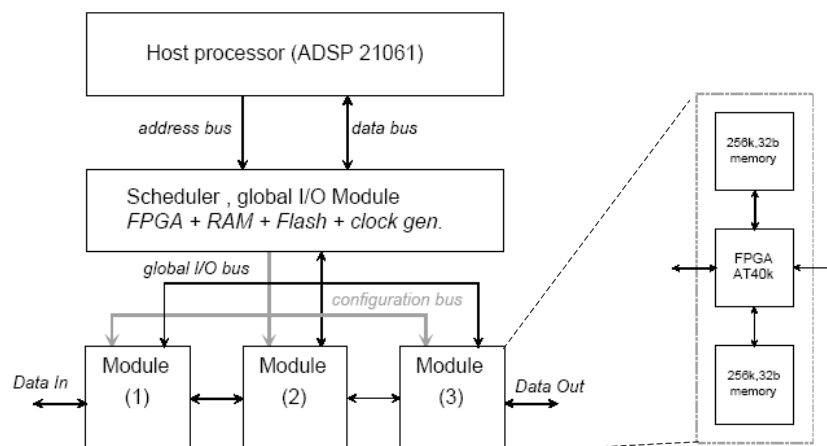 Host processor (ADSP 21061)
address bus
data bus
Scheduler , global I/O Module
FPGA + RAM + Flash + clock gen.
global I/O bus
configuration bus
Data In
Module
(1)
Module
(2)
Module
(3)
Data Out
256k,32b
memory
FPGA
AT40k
256k,32b
memory